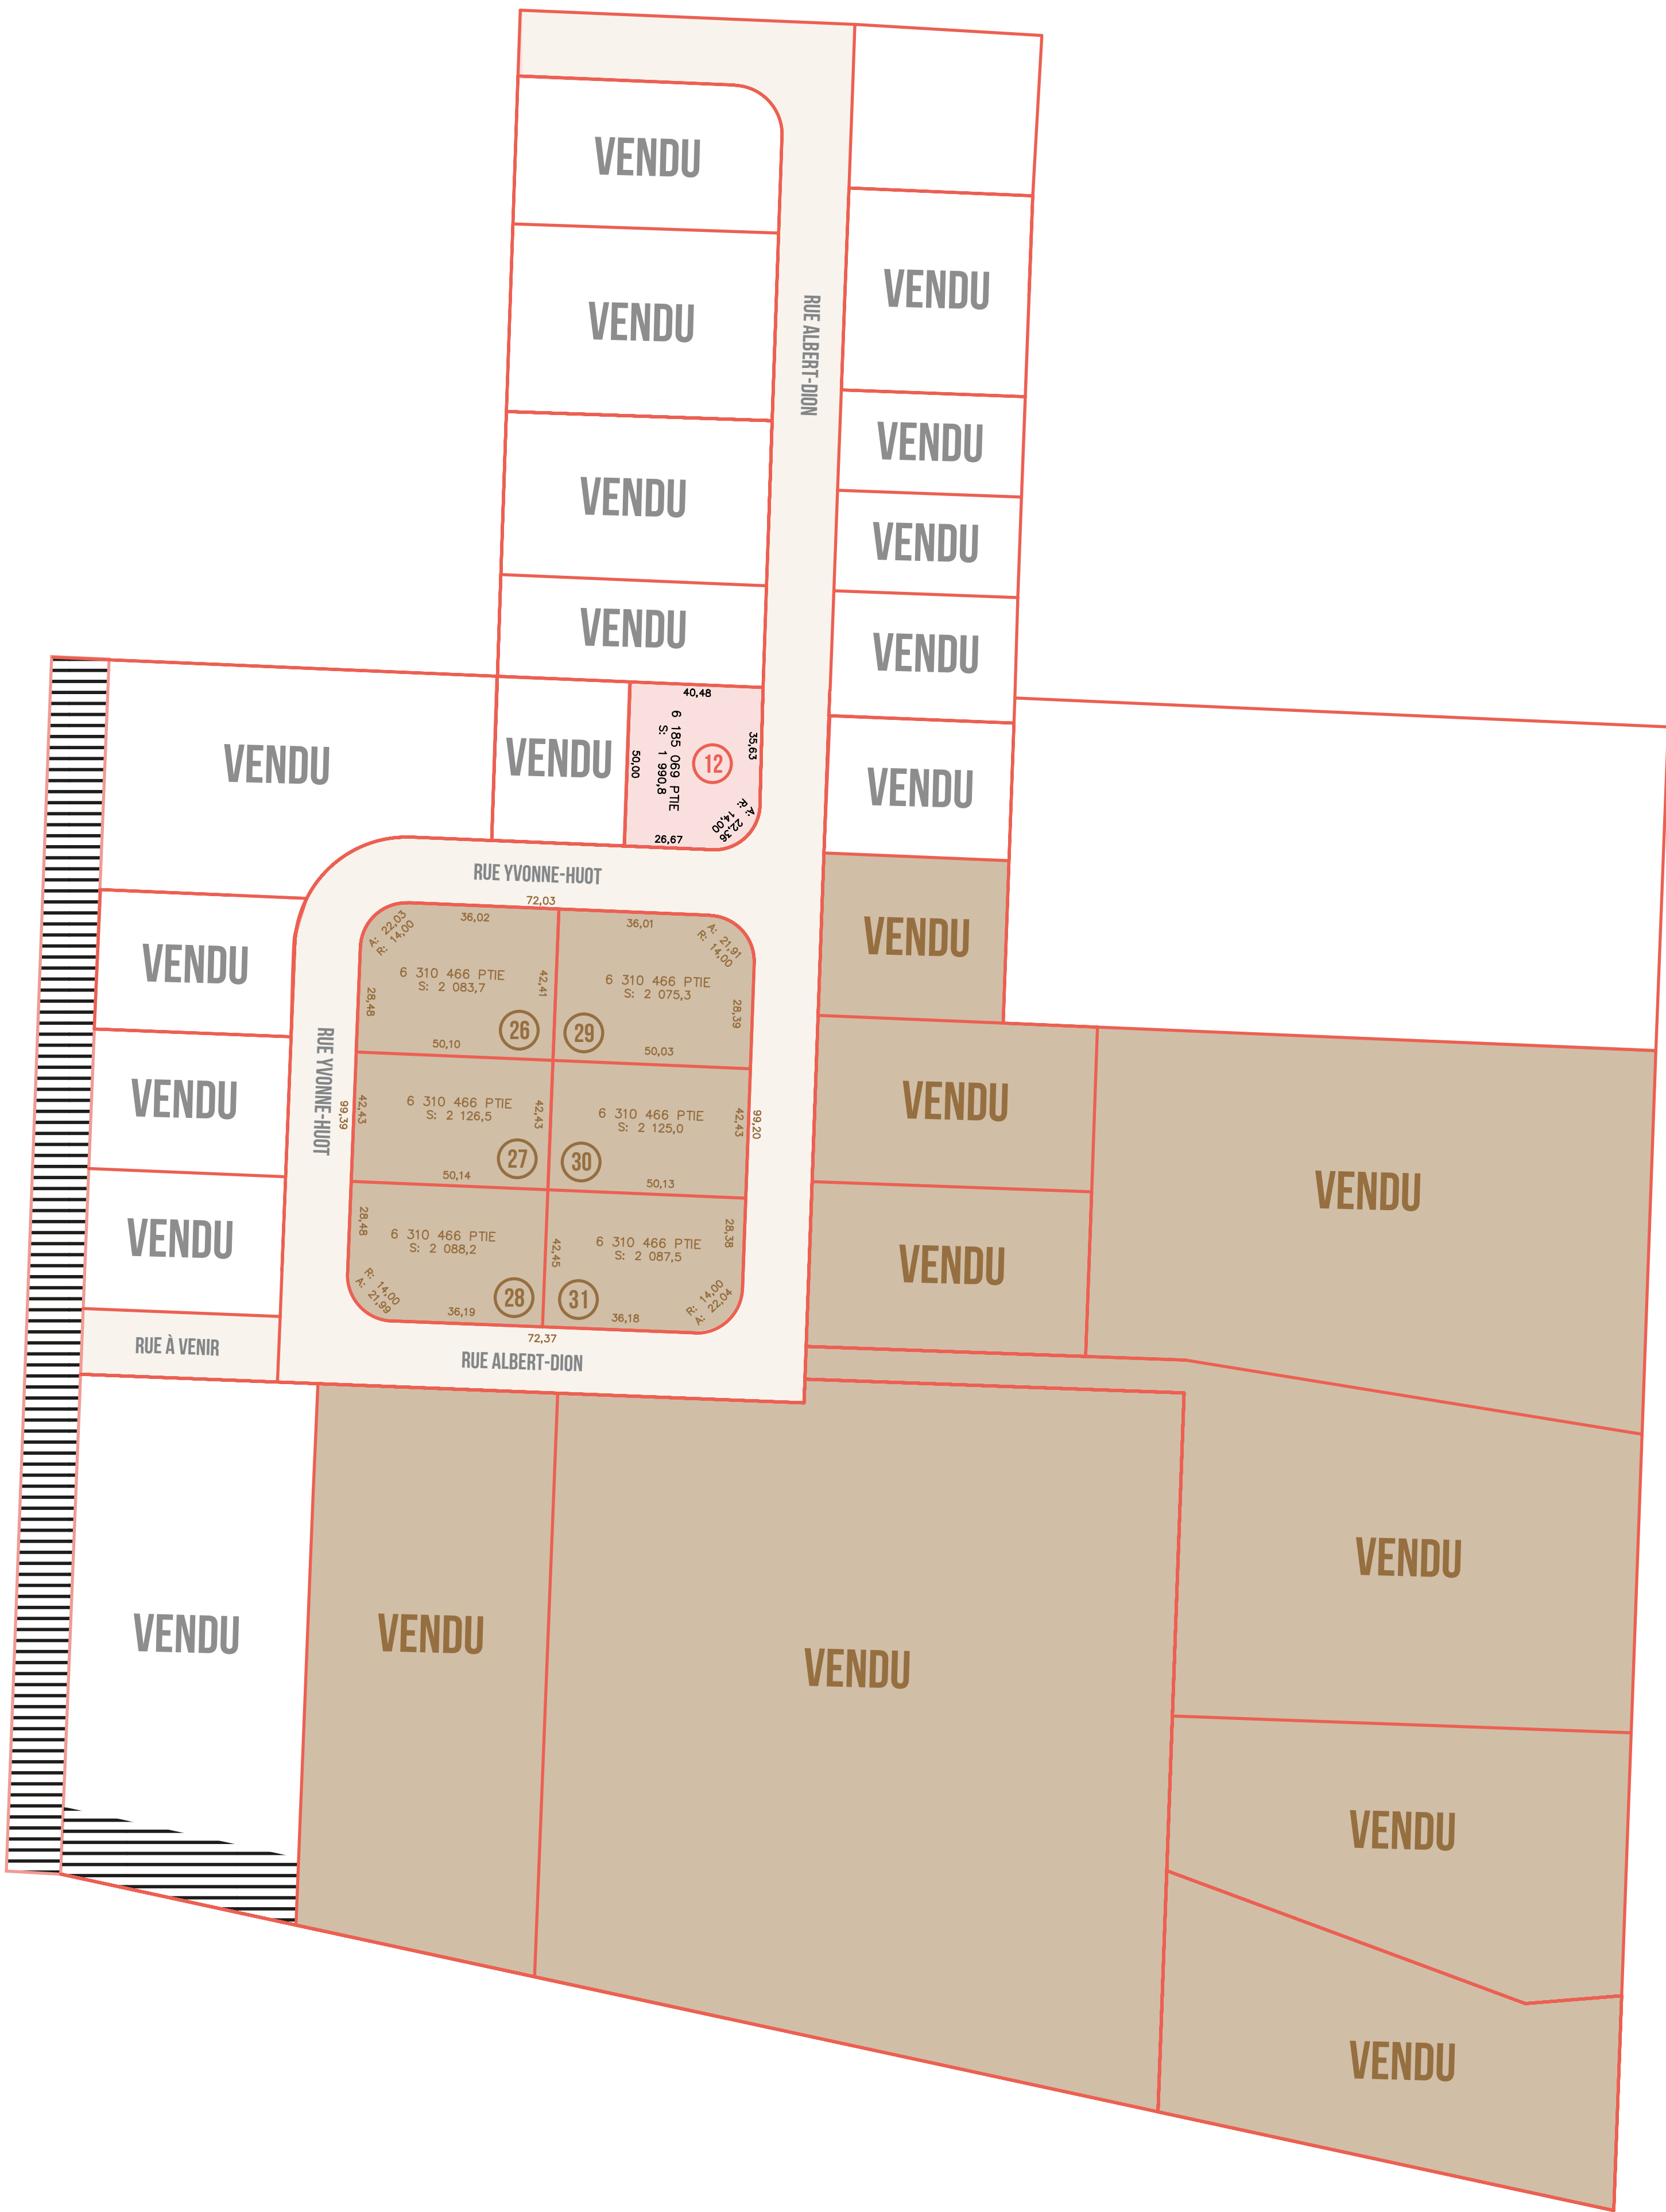 VENDU
VENDU
RUE ALBERT-DION
VENDU
VENDU
VENDU
VENDU
VENDU
VENDU
40,48
6 185 069 PTIE
S: 1 990,8
12
35,63
50,00
A: 22,36
R: 14,00
26,67
VENDU
VENDU
VENDU
RUE YVONNE-HUOT
72,03
36,02
36,01
A: 22,03
R: 14,00
A: 21,91
R: 14,00
VENDU
VENDU
6 310 466 PTIE
S: 2 083,7
42,41
28,48
26
50,10
6 310 466 PTIE
S: 2 075,3
28,39
29
50,03
RUE YVONNE-HUOT
VENDU
VENDU
99,39
42,43
6 310 466 PTIE
S: 2 126,5
42,43
27
50,14
6 310 466 PTIE
S: 2 125,0
42,43
99,20
30
50,13
VENDU
VENDU
28,48
6 310 466 PTIE
S: 2 088,2
42,45
R: 14,00
A: 21,99
28
36,19
6 310 466 PTIE
S: 2 087,5
28,38
31
R: 14,00
A: 22,04
36,18
VENDU
72,37
RUE À VENIR
RUE ALBERT-DION
VENDU
VENDU
VENDU
VENDU
VENDU
VENDU